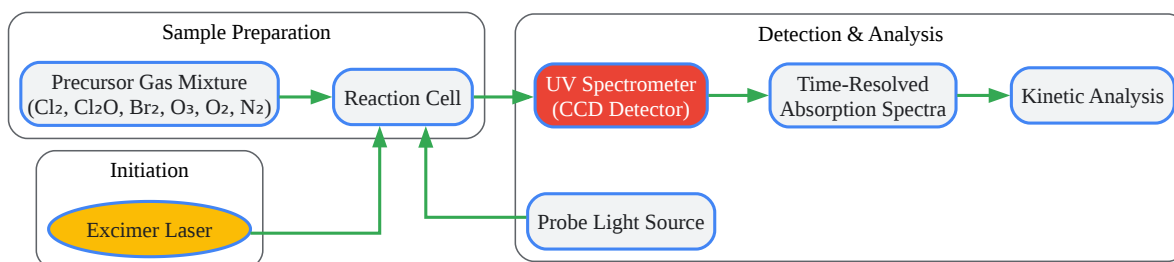 Sample Preparation
Precursor Gas Mixture
(Cl₂, Cl₂O, Br₂, O₃, O₂, N₂)
Reaction Cell
Initiation
Excimer Laser
Detection & Analysis
UV Spectrometer
(CCD Detector)
Time-Resolved
Absorption Spectra
Kinetic Analysis
Probe Light Source